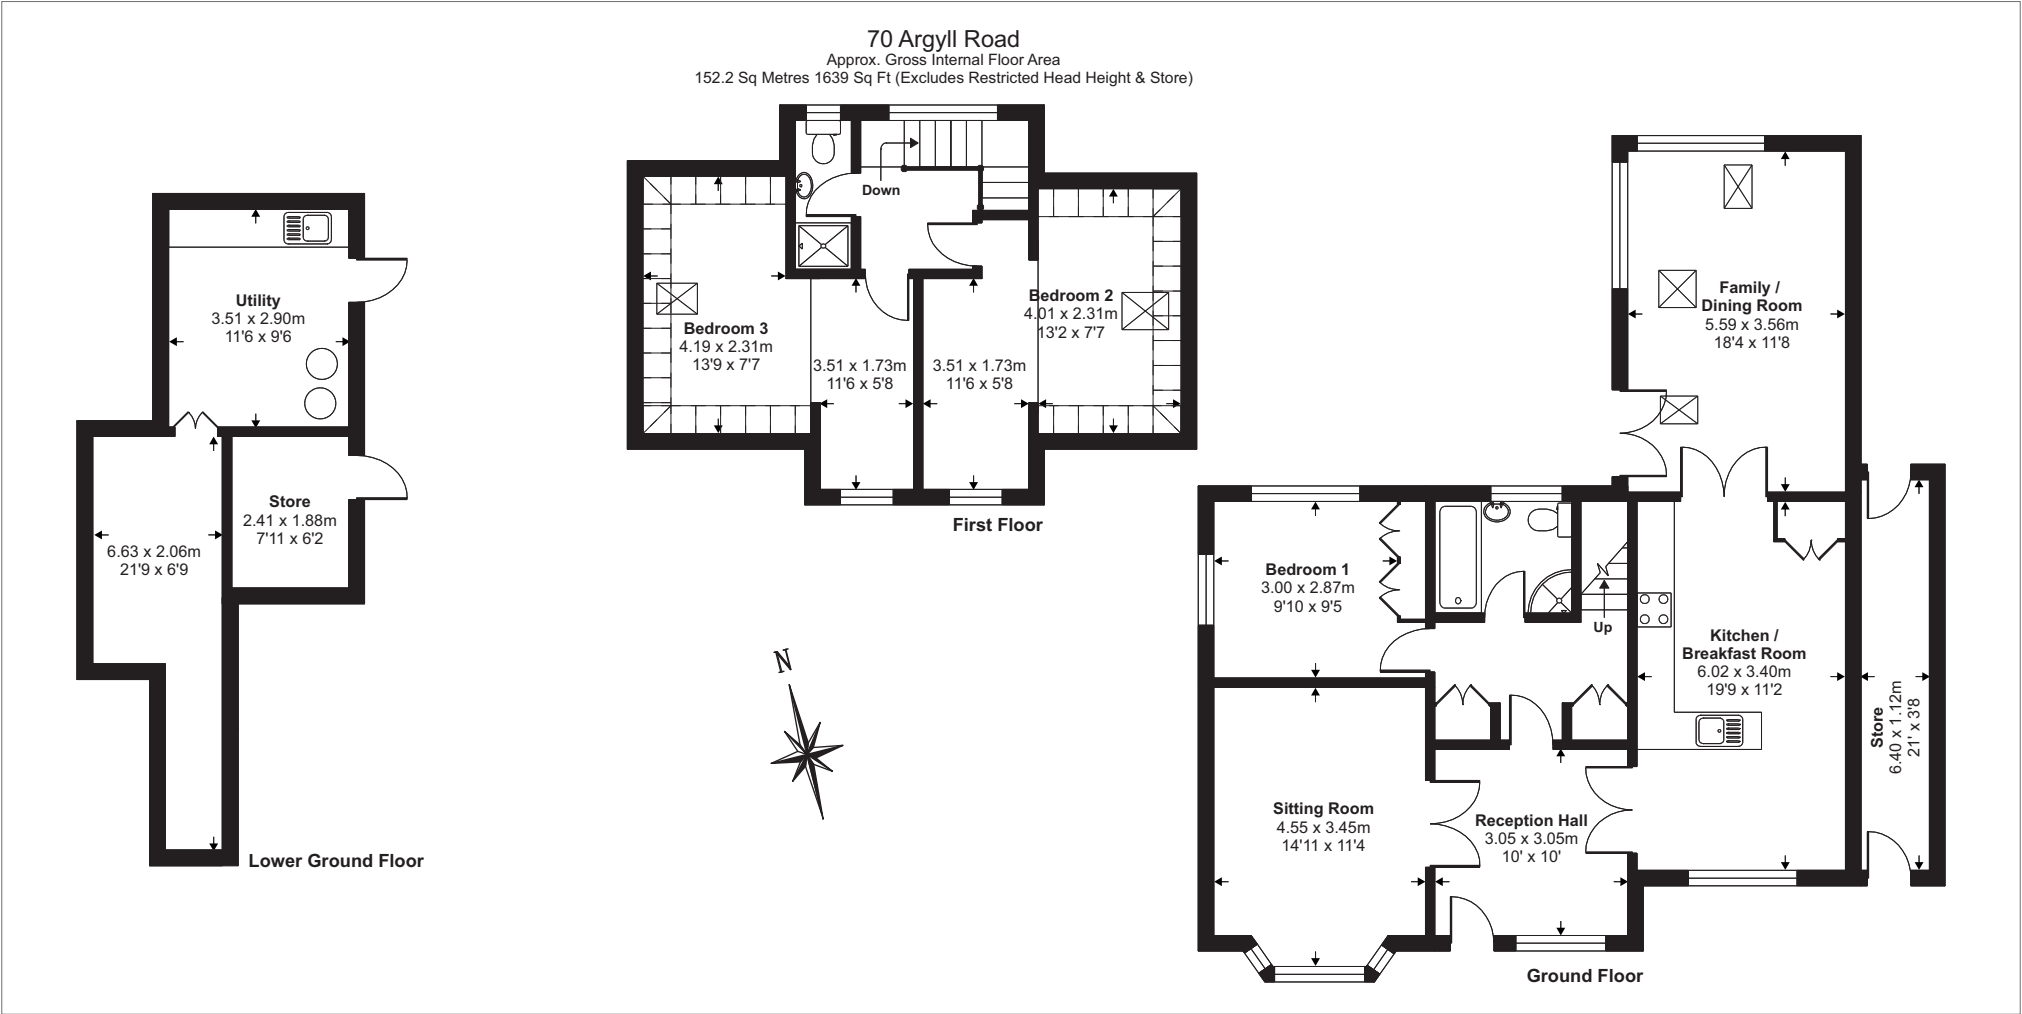 70 Argyll Road
Approx. Gross Internal Floor Area
152.2 Sq Metres 1639 Sq Ft (Excludes Restricted Head Height & Store)
Utility
3.51 x 2.90m
11'6 x 9'6
Store
2.41 x 1.88m
7'11 x 6'2
6.63 x 2.06m
21'9 x 6'9
Lower Ground Floor
Down
Bedroom 3
4.19 x 2.31m
13'9 x 7'7
3.51 x 1.73m
11'6 x 5'8
3.51 x 1.73m
11'6 x 5'8
Bedroom 2
4.01 x 2.31m
13'2 x 7'7
First Floor
N
Family /
Dining Room
5.59 x 3.56m
18'4 x 11'8
Bedroom 1
3.00 x 2.87m
9'10 x 9'5
Up
Kitchen /
Breakfast Room
6.02 x 3.40m
19'9 x 11'2
Store
6.40 x 1.12m
21' x 3'8
Sitting Room
4.55 x 3.45m
14'11 x 11'4
Reception Hall
3.05 x 3.05m
10' x 10'
Ground Floor